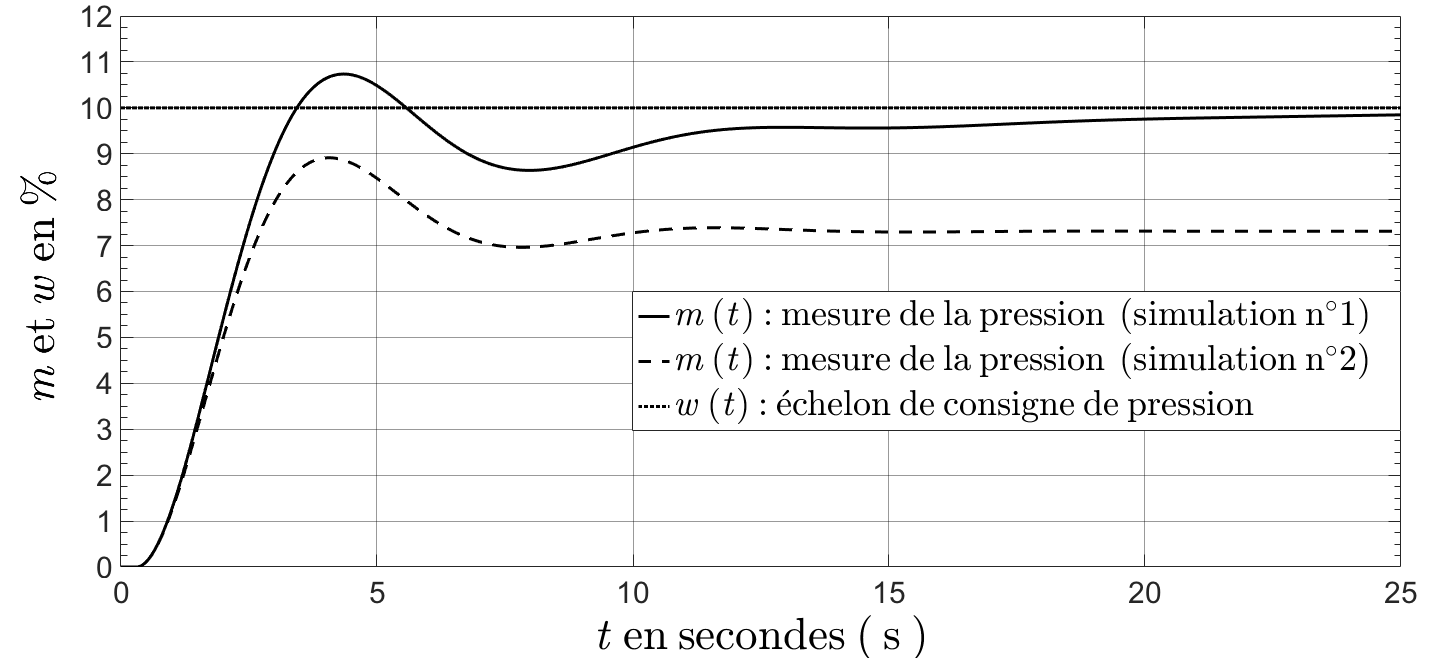 12
11
10
9
8
7
6
5
4
3
2
1
0
m et w en %
m (t) : mesure de la pression (simulation n°1)
m (t) : mesure de la pression (simulation n°2)
w (t) : échelon de consigne de pression
0 5 10 15 20 25
t en secondes ( s )